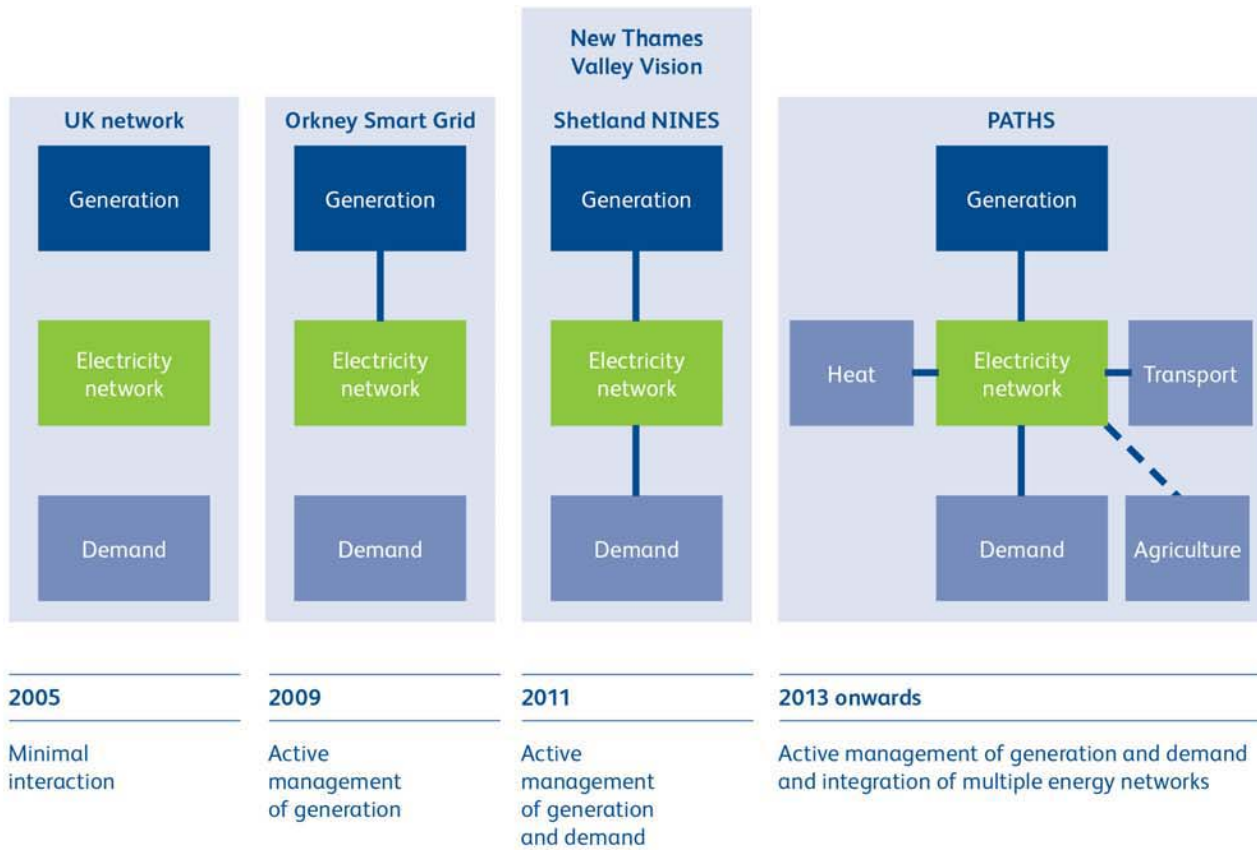 UK network
Generation
Electricity
network
Demand
2005
Minimal
interaction
Orkney Smart Grid
Generation
Electricity
network
Demand
2009
Active
management
of generation
New Thames
Valley Vision
Shetland NINES
Generation
Electricity
network
Demand
2011
Active
management
of generation
and demand
PATHS
Generation
Heat
Electricity
network
Transport
Demand
Agriculture
2013 onwards
Active management of generation and demand
and integration of multiple energy networks